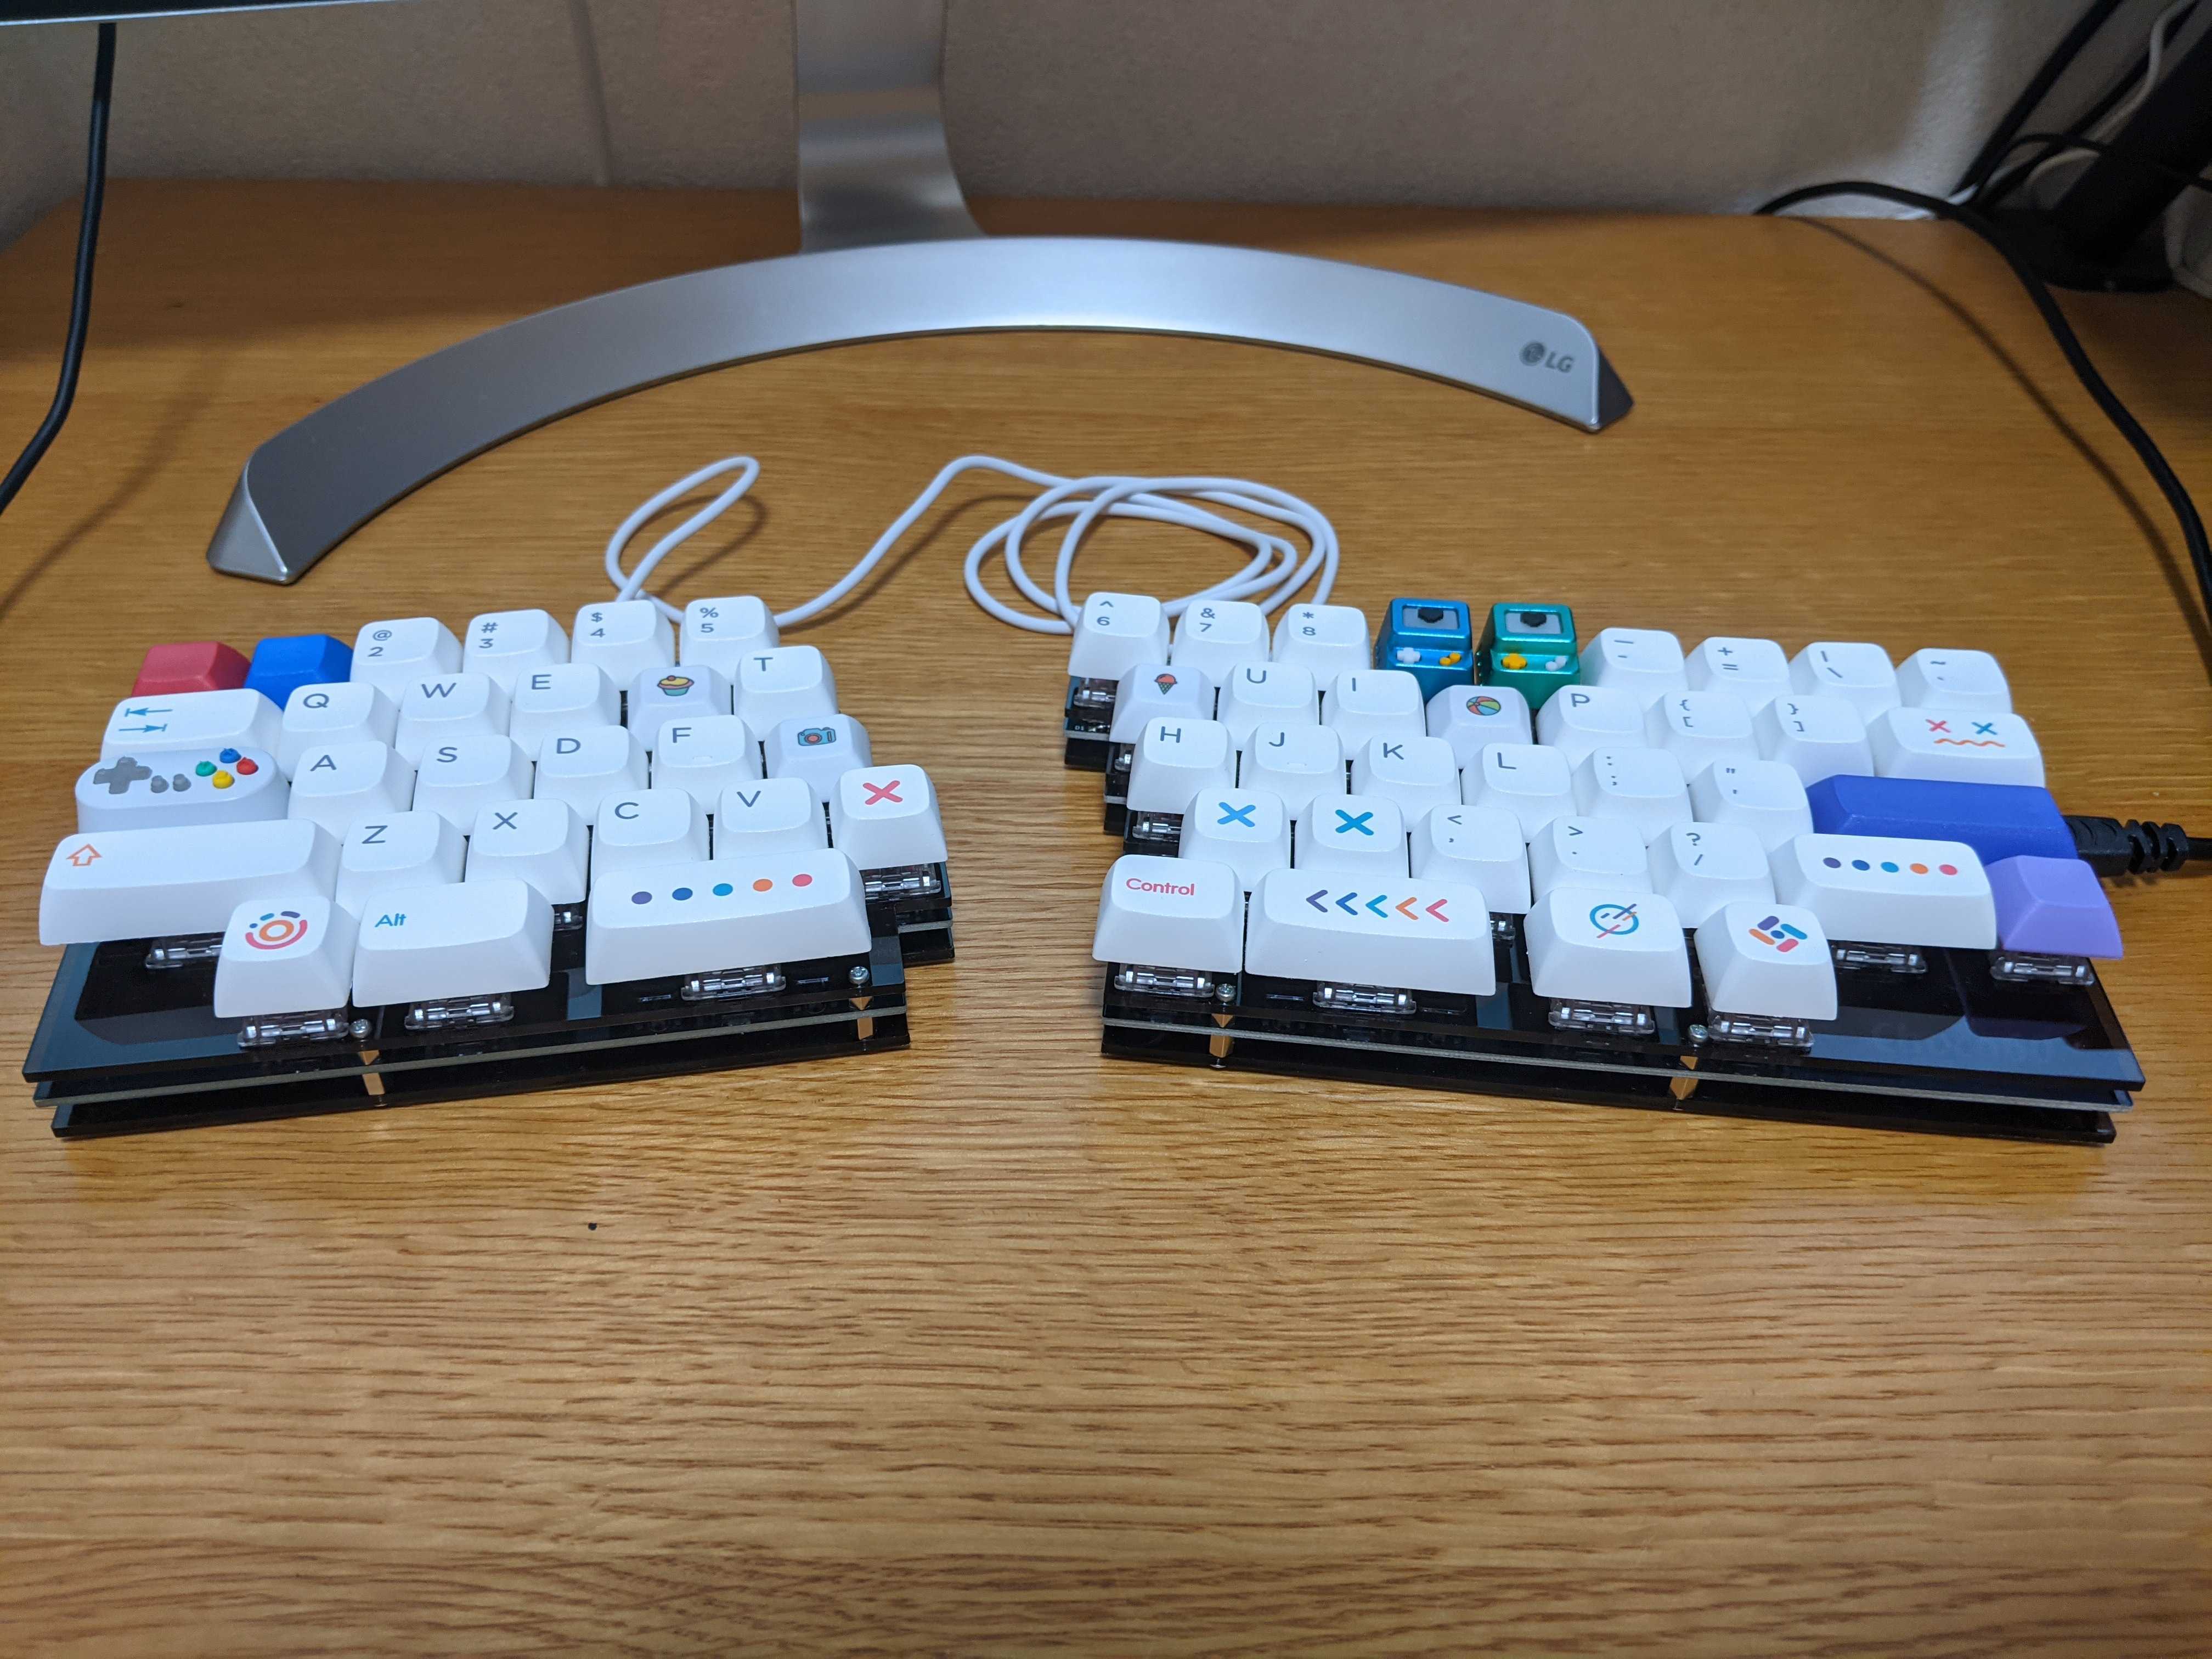 LG
@ # $ % ^ & * _ + | ~
2 3 4 5 6 7 8 - = \ `
Q W E T U I P { }
[ ]
A S D F H J K L : "
; '
Z X C V < > ?
, . /
Alt Control